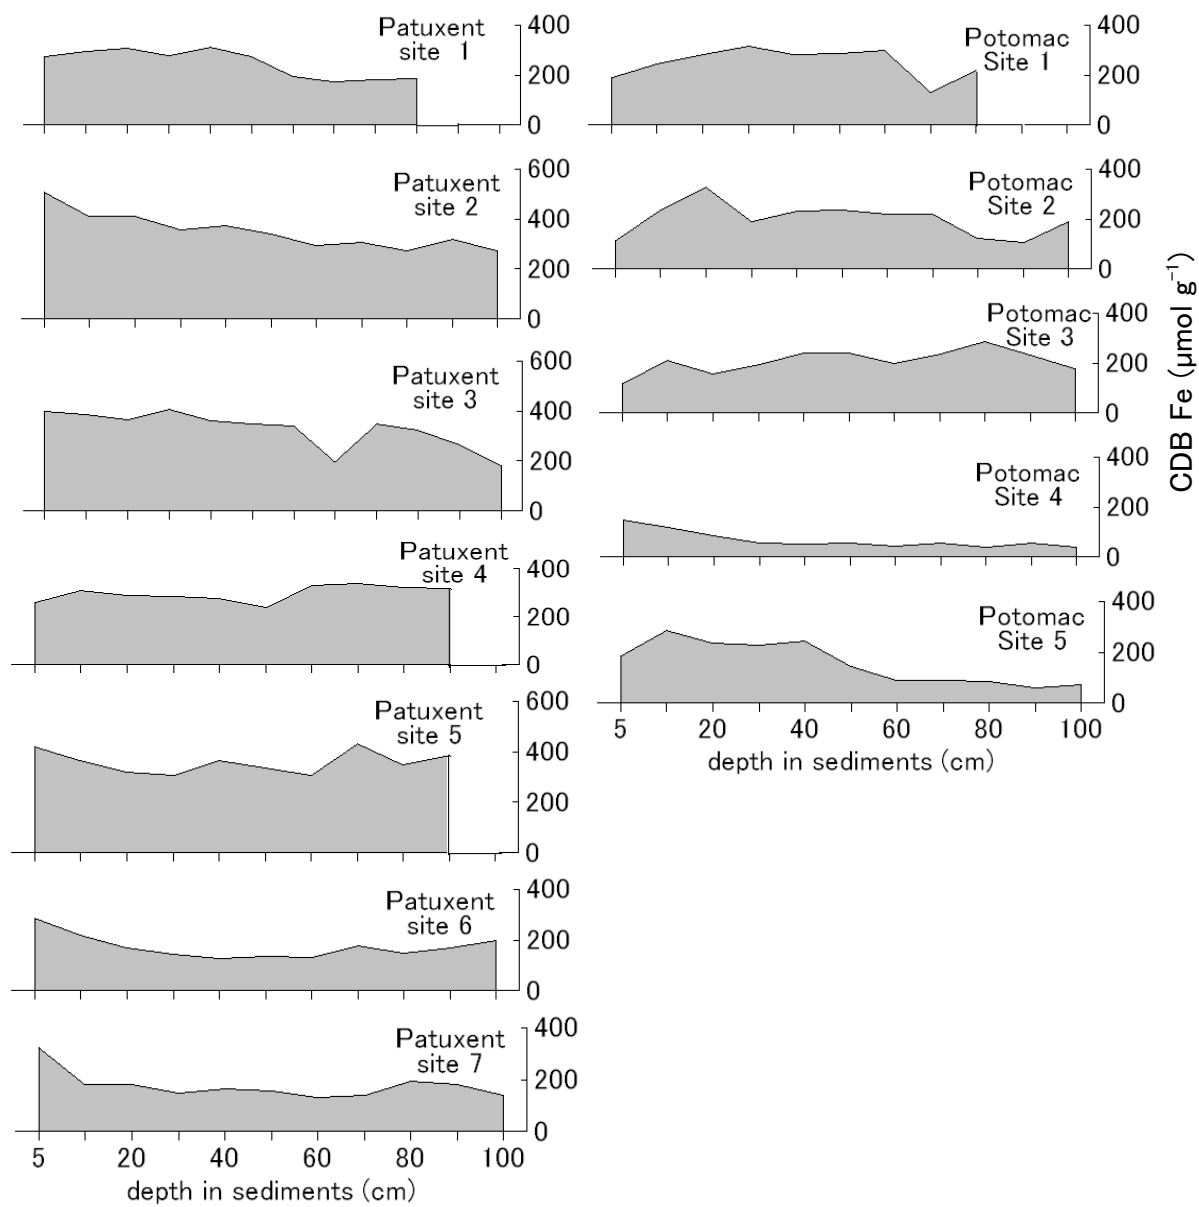 Patuxent
site 1
400
200
0
Patuxent
site 2
600
400
200
0
Patuxent
site 3
600
400
200
0
Patuxent
site 4
400
200
0
Patuxent
site 5
600
400
200
0
Patuxent
site 6
400
200
0
Patuxent
site 7
400
200
0
5 20 40 60 80 100
depth in sediments (cm)
Potomac
Site 1
400
200
0
Potomac
Site 2
400
200
0
Potomac
Site 3
400
200
0
Potomac
Site 4
400
200
0
Potomac
Site 5
400
200
0
5 20 40 60 80 100
depth in sediments (cm)
CDB Fe (μmol g⁻¹)